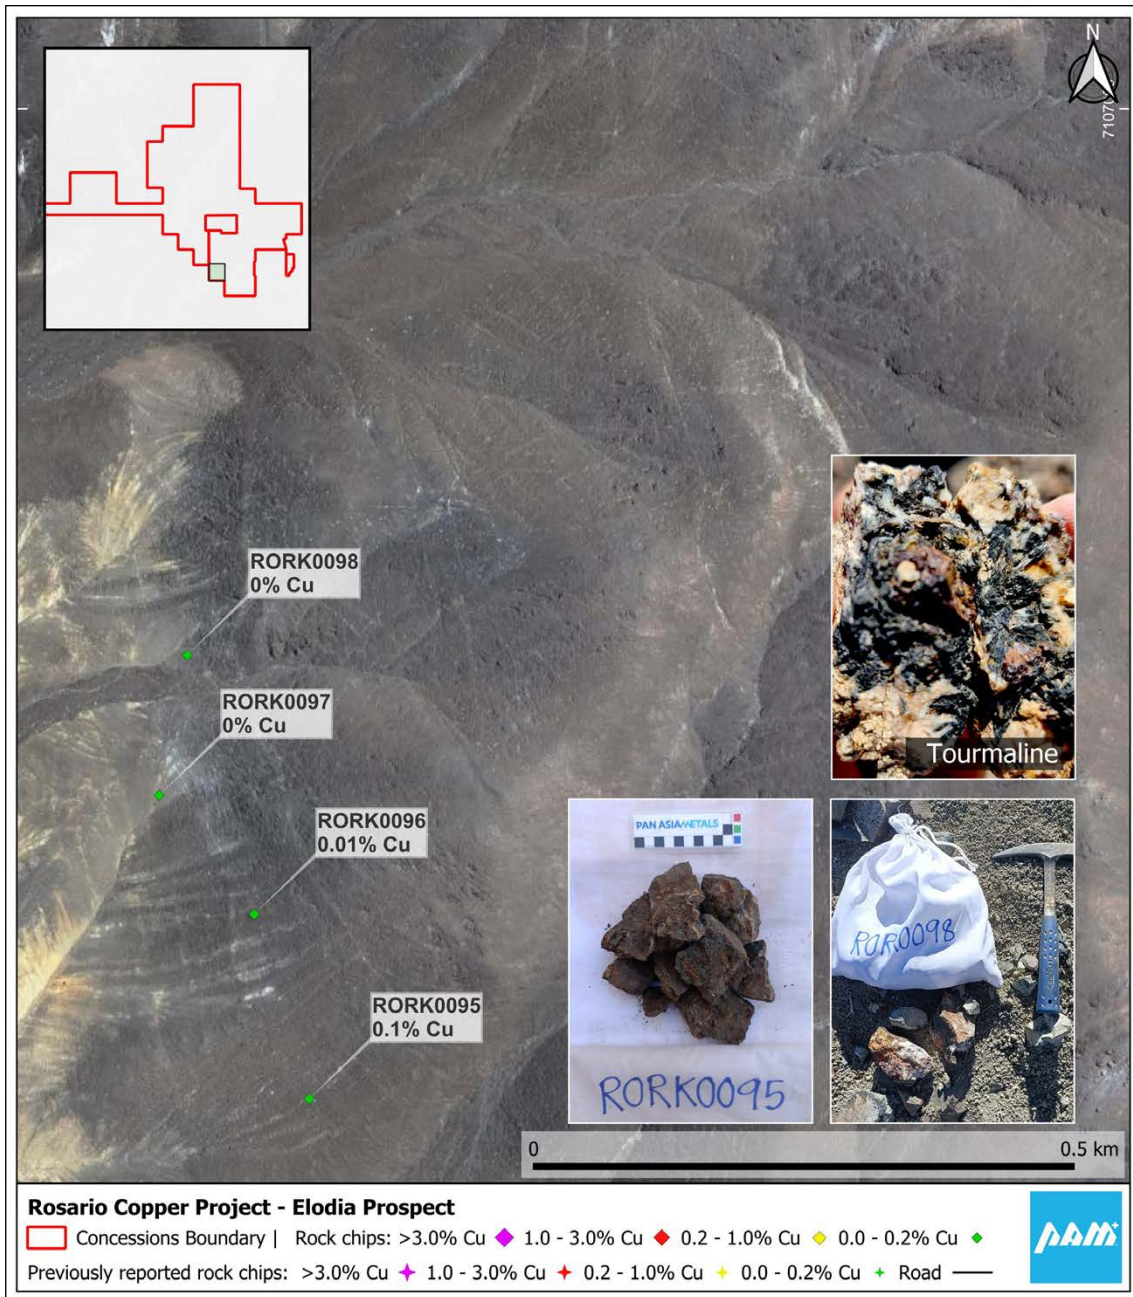 N
RORK0098
0% Cu
RORK0097
0% Cu
RORK0096
0.01% Cu
RORK0095
0.1% Cu
Tourmaline
PAN ASIA METALS
RORK0095
ROR0098
0 0.5 km
Rosario Copper Project - Elodia Prospect
Concessions Boundary | Rock chips: >3.0% Cu 1.0 - 3.0% Cu 0.2 - 1.0% Cu 0.0 - 0.2% Cu
Previously reported rock chips: >3.0% Cu 1.0 - 3.0% Cu 0.2 - 1.0% Cu 0.0 - 0.2% Cu Road
PAM